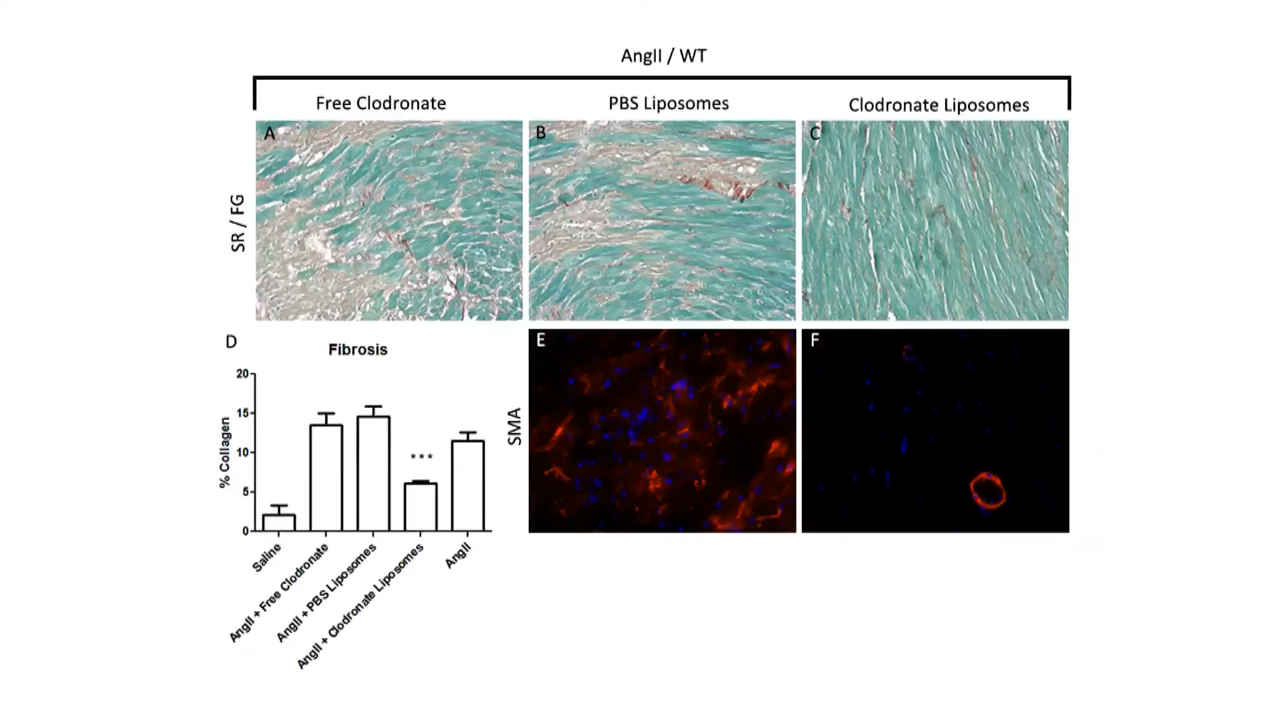 AngII / WT
Free Clodronate
PBS Liposomes
Clodronate Liposomes
SR / FG
A
B
C
D
Fibrosis
% Collagen
20
15
10
5
0
***
Saline
AngII + Free Clodronate
AngII + PBS Liposomes
AngII + Clodronate Liposomes
AngII
SMA
E
F